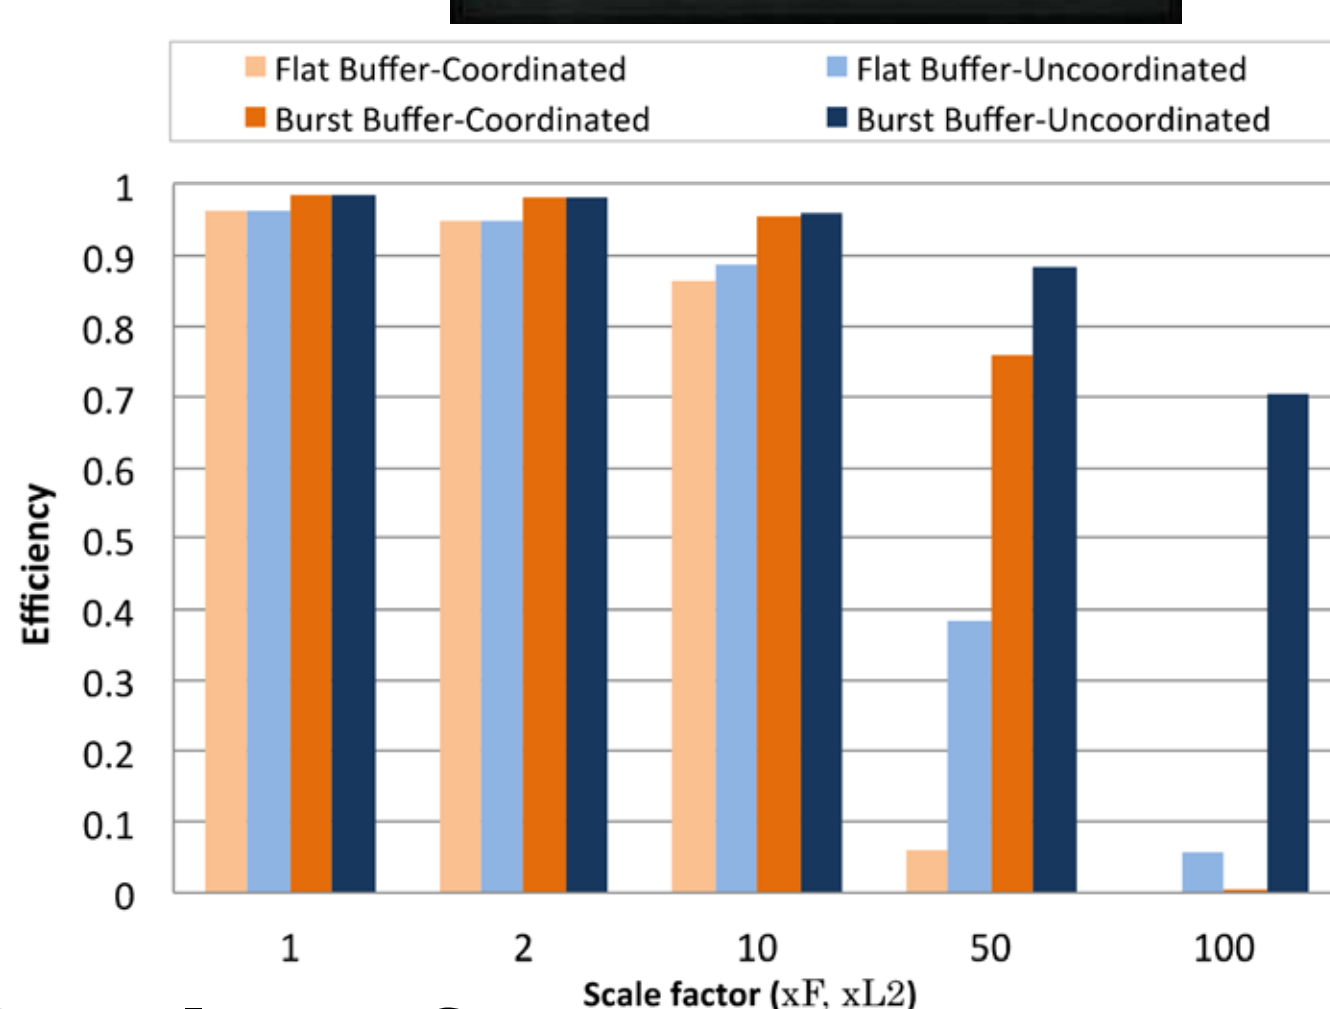 Flat Buffer-Coordinated Flat Buffer-Uncoordinated
Burst Buffer-Coordinated Burst Buffer-Uncoordinated
1
0.9
0.8
0.7
0.6
0.5
0.4
0.3
0.2
0.1
0
Efficiency
1 2 10 50 100
Scale factor (xF, xL2)